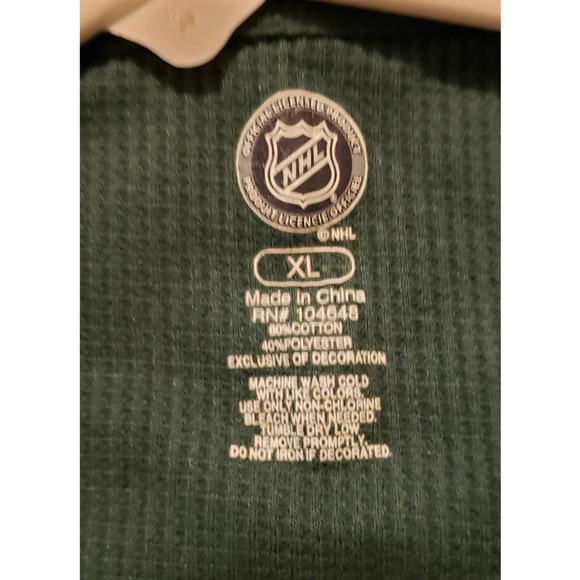 OFFICIAL LICENSED PRODUCT
NHL
PRODUIT LICENCIÉ OFFICIEL
© NHL
XL
Made in China
RN# 104648
60%COTTON
40%POLYESTER
EXCLUSIVE OF DECORATION
MACHINE WASH COLD
WITH LIKE COLORS.
USE ONLY NON-CHLORINE
BLEACH WHEN NEEDED.
TUMBLE DRY LOW.
REMOVE PROMPTLY.
DO NOT IRON IF DECORATED.